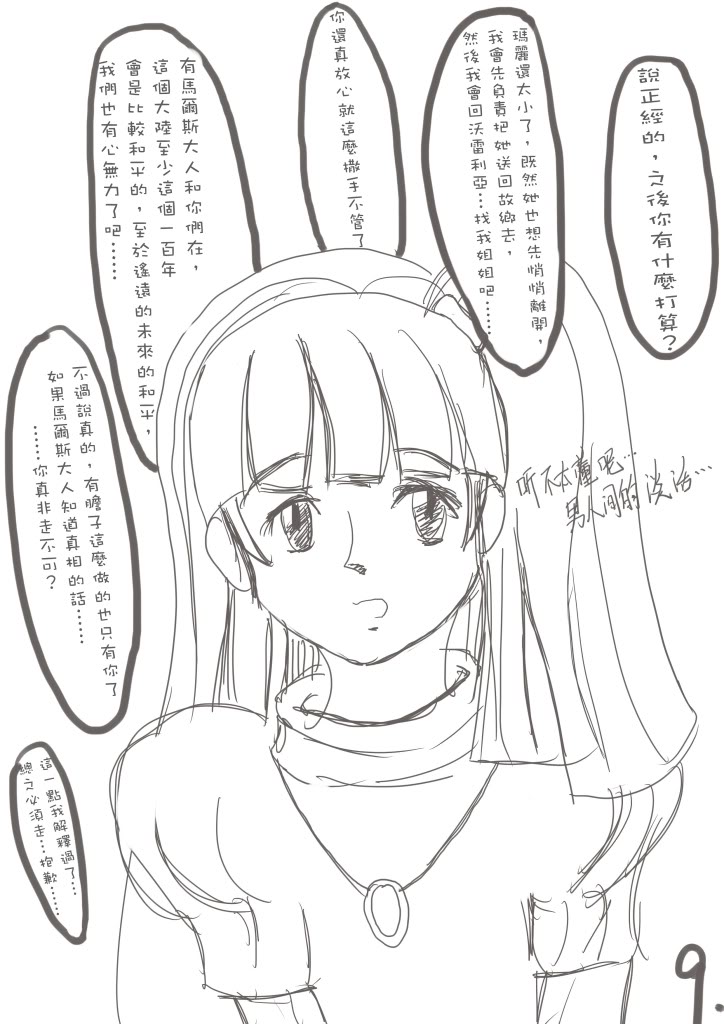 說正經的，之後你有什麼打算？
瑪麗還太小了，既然她也想先悄悄離開，
我會先負責把她送回故鄉去，
然後我會回沃雷利亞…找我姐姐吧……
你還真放心就這麼撒手不管了
有馬爾斯大人和你們在，
這個大陸至少這個一百年
會是比較和平的，至於遙遠的未來的和平，
我們也有心無力了吧……
听不太懂吧…
男人间的谈话…
不過說真的，有膽子這麼做的也只有你了
如果馬爾斯大人知道真相的話……
……你真非走不可？
這一點我解釋過了…
總之必須走…抱歉……
9.